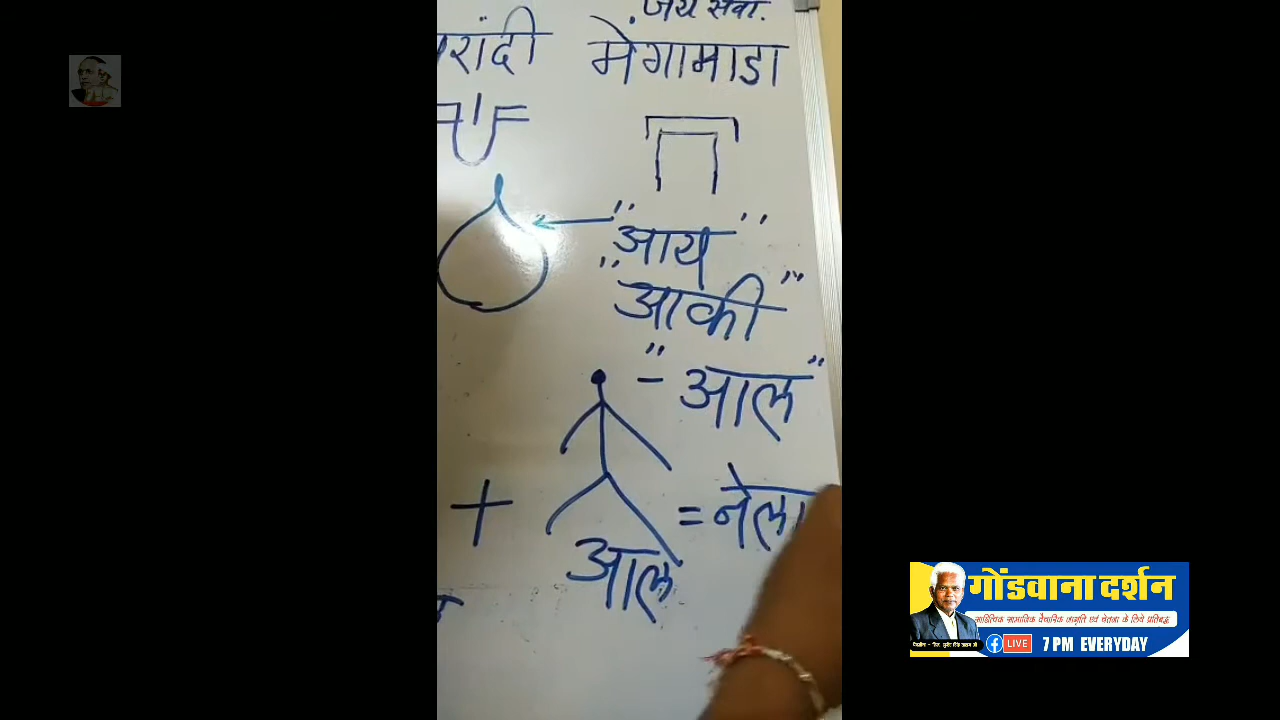 जय सेवा.
रांदी मेंगामाडा
"आय"
"आकी"
"- आल"
+ = नेला
आल
गोंडवाना दर्शन
LIVE 7 PM EVERYDAY